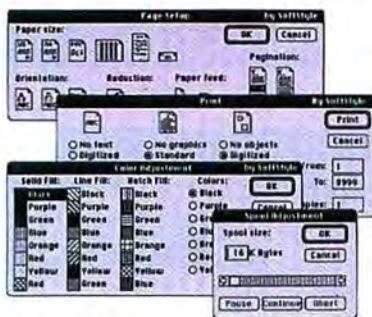 Page Setup by SoftStyle
Paper size:
OK
Cancel
Pagination:
Orientation: Reduction: Paper feed:
Print By SoftStyle
Print
Cancel
No text No graphics No objects
Digitized Standard Digitized
From: 1
To: 9999
Copies: 1
Color Adjustment by SoftStyle
Solid Fill: Line Fill: Hatch Fill: Colors:
Black Black Black Black
Purple Purple Purple
Green Green Green
Blue Blue Blue
Orange Orange Orange
Red Red Red
Yellow Yellow Yellow
Red Green Blue
OK
Spool Adjustment
Spool size:
OK
16 K Bytes
Cancel
Pause Continue Abort